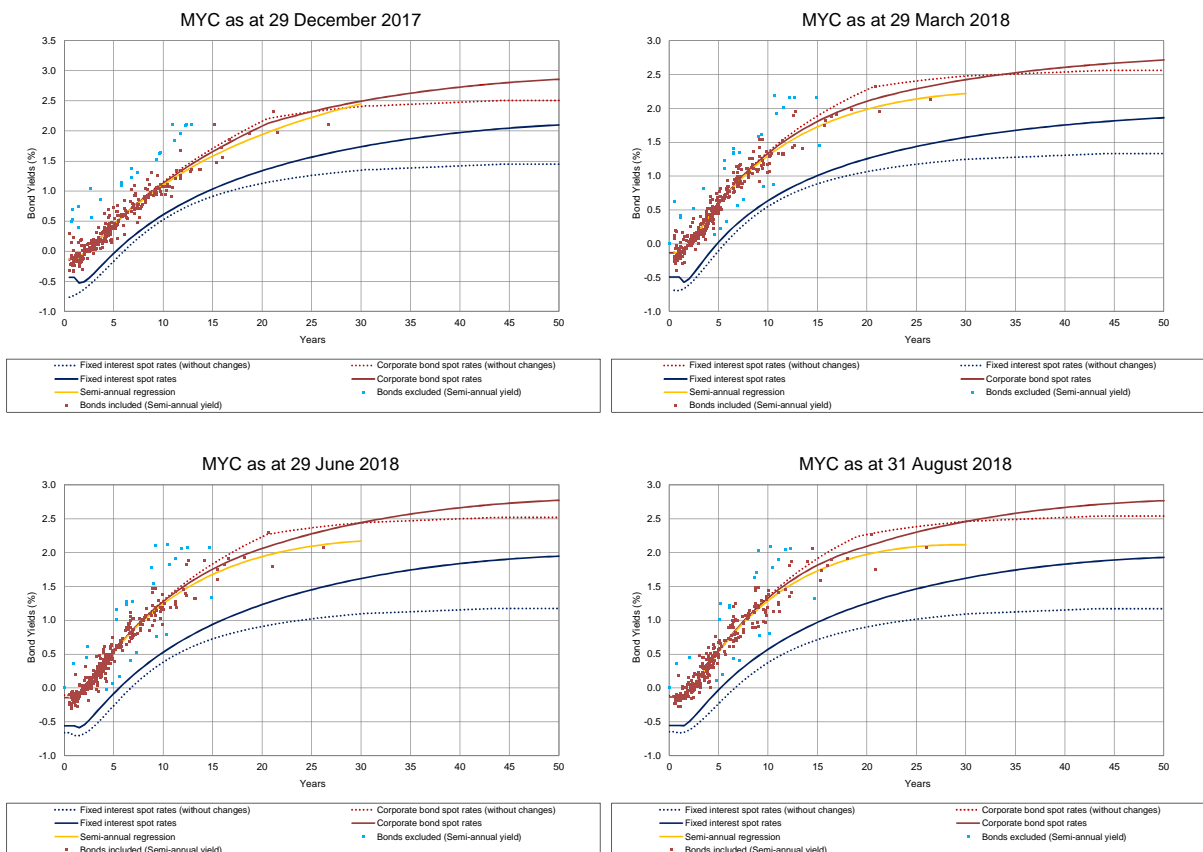 MYC as at 29 December 2017
3.5
3.0
2.5
2.0
1.5
1.0
0.5
0.0
-0.5
-1.0
Bond Yields (%)
0 5 10 15 20 25 30 35 40 45 50
Years
Fixed interest spot rates (without changes) Corporate bond spot rates (without changes)
Fixed interest spot rates Corporate bond spot rates
Semi-annual regression Bonds excluded (Semi-annual yield)
Bonds included (Semi-annual yield)
MYC as at 29 March 2018
3.0
2.5
2.0
1.5
1.0
0.5
0.0
-0.5
-1.0
Bond Yields (%)
0 5 10 15 20 25 30 35 40 45 50
Years
Fixed interest spot rates (without changes) Fixed interest spot rates (without changes)
Fixed interest spot rates Corporate bond spot rates
Semi-annual regression Bonds excluded (Semi-annual yield)
Bonds included (Semi-annual yield)
MYC as at 29 June 2018
3.0
2.5
2.0
1.5
1.0
0.5
0.0
-0.5
-1.0
Bond Yields (%)
0 5 10 15 20 25 30 35 40 45 50
Years
Fixed interest spot rates (without changes) Corporate bond spot rates (without changes)
Fixed interest spot rates Corporate bond spot rates
Semi-annual regression Bonds excluded (Semi-annual yield)
Bonds included (Semi-annual yield)
MYC as at 31 August 2018
3.0
2.5
2.0
1.5
1.0
0.5
0.0
-0.5
-1.0
Bond Yields (%)
0 5 10 15 20 25 30 35 40 45 50
Years
Fixed interest spot rates (without changes) Corporate bond spot rates (without changes)
Fixed interest spot rates Corporate bond spot rates
Semi-annual regression Bonds excluded (Semi-annual yield)
Bonds included (Semi-annual yield)